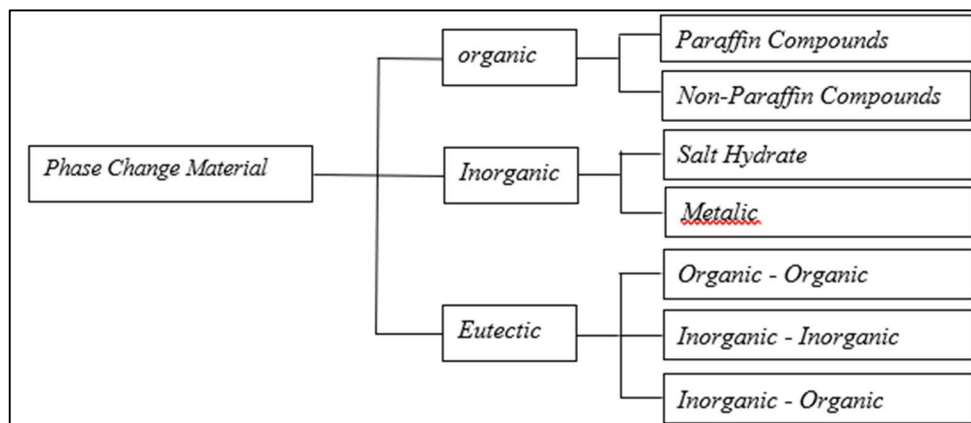 Phase Change Material
organic
Paraffin Compounds
Non-Paraffin Compounds
Inorganic
Salt Hydrate
Metalic
Eutectic
Organic - Organic
Inorganic - Inorganic
Inorganic - Organic